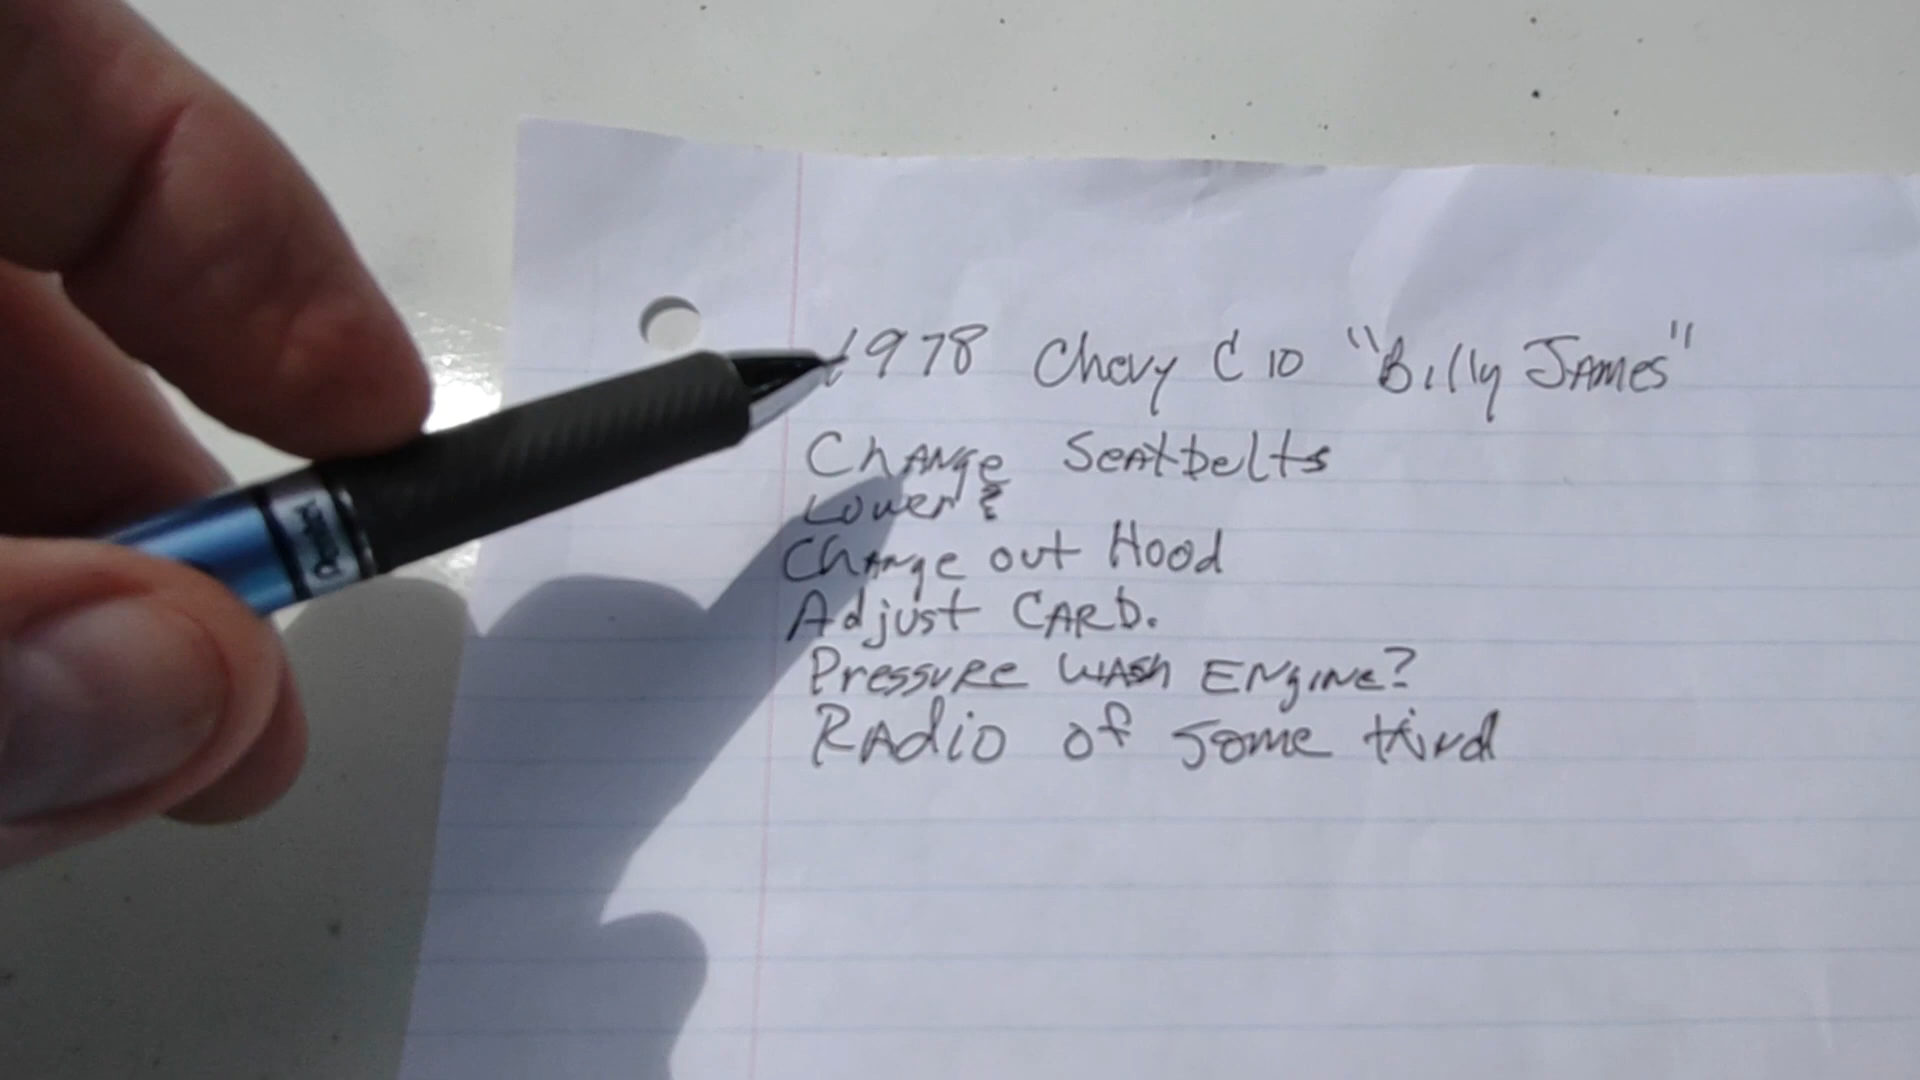 1978 Chevy C10 "Billy James"
Change Seatbelts
Lower &
Change out Hood
Adjust CARb.
Pressure wash Engine?
Radio of some kind
Pentel